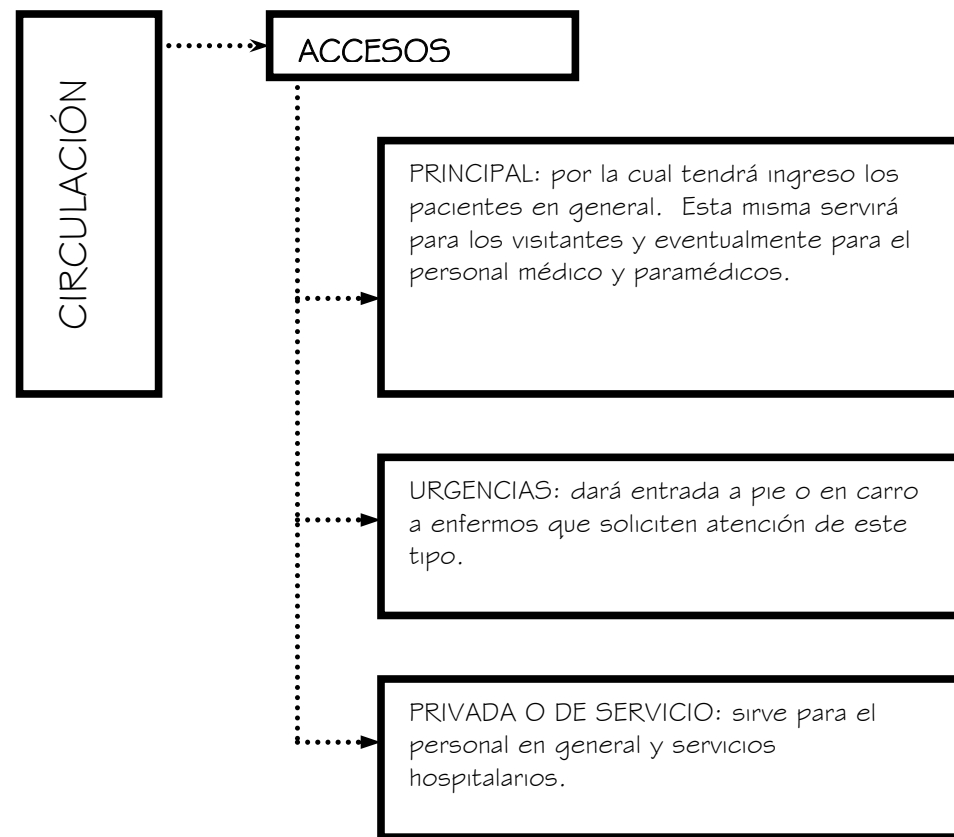 CIRCULACIÓN
ACCESOS
PRINCIPAL: por la cual tendrá ingreso los
pacientes en general. Esta misma servirá
para los visitantes y eventualmente para el
personal médico y paramédicos.
URGENCIAS: dará entrada a pie o en carro
a enfermos que soliciten atención de este
tipo.
PRIVADA O DE SERVICIO: sirve para el
personal en general y servicios
hospitalarios.